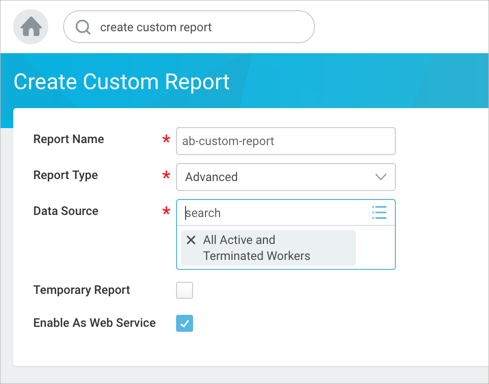 create custom report
Create Custom Report
Report Name * ab-custom-report
Report Type * Advanced
Data Source * search
× All Active and
Terminated Workers
Temporary Report
Enable As Web Service